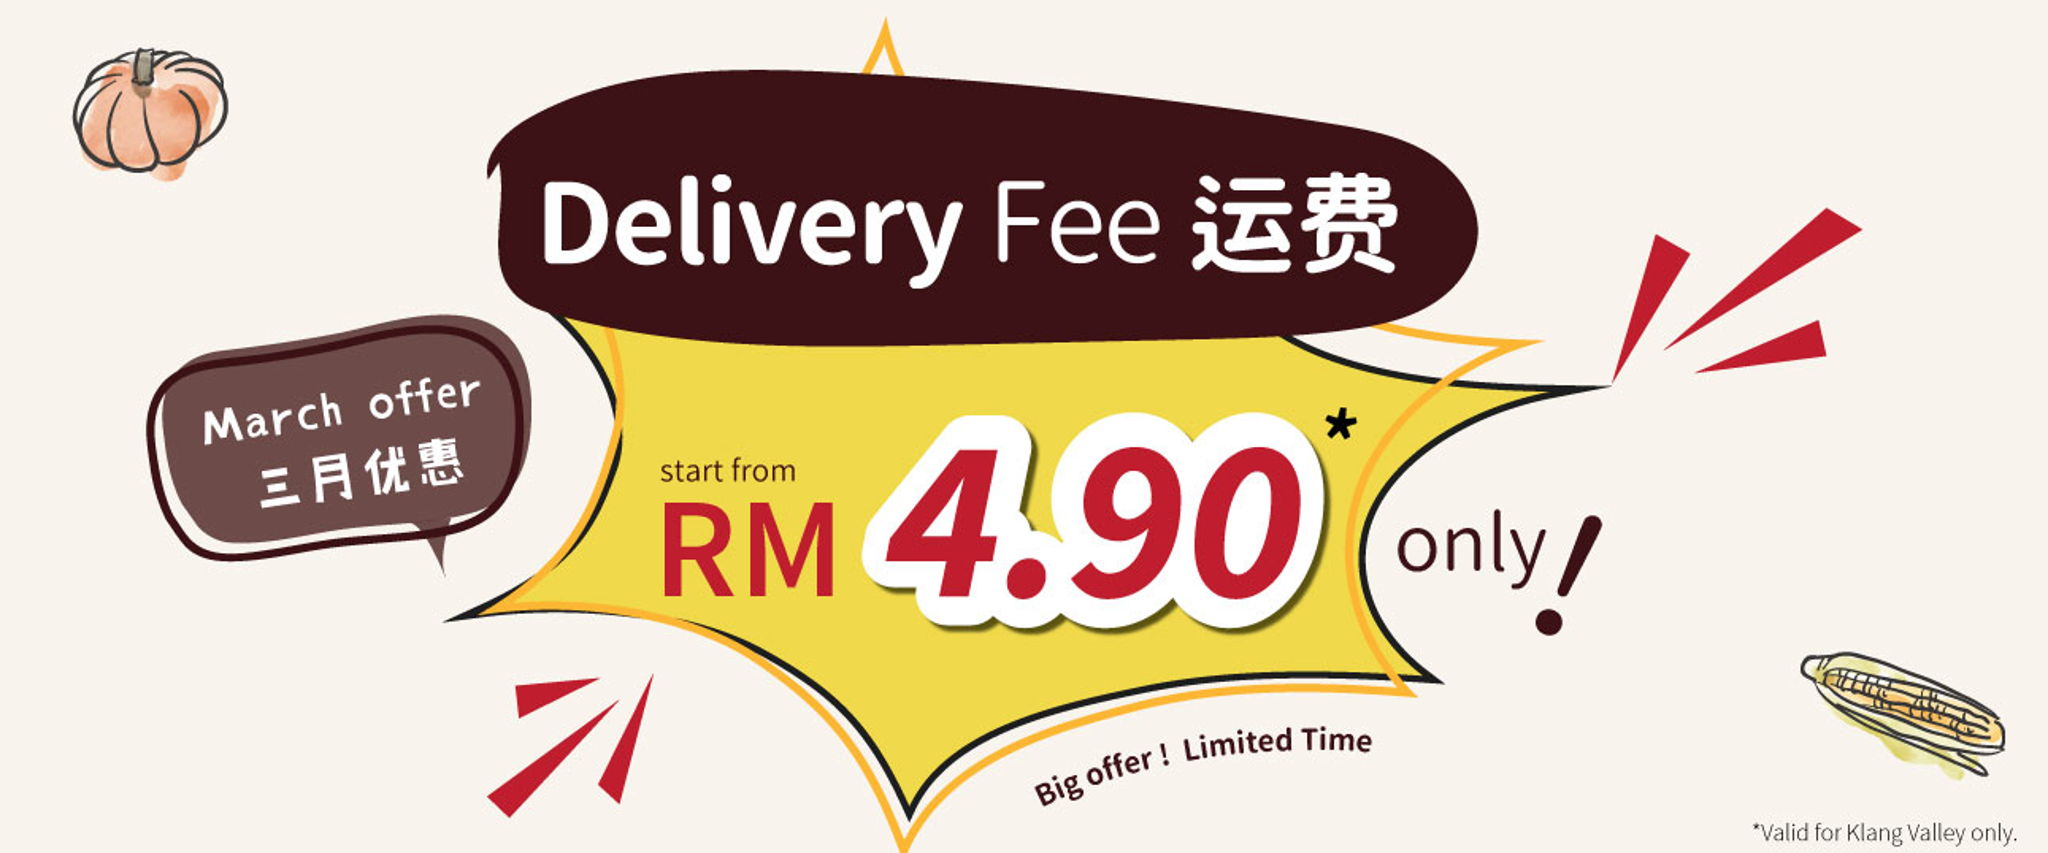 Delivery Fee 运费
March offer
三月优惠
start from
RM 4.90*
only!
Big offer! Limited Time
*Valid for Klang Valley only.